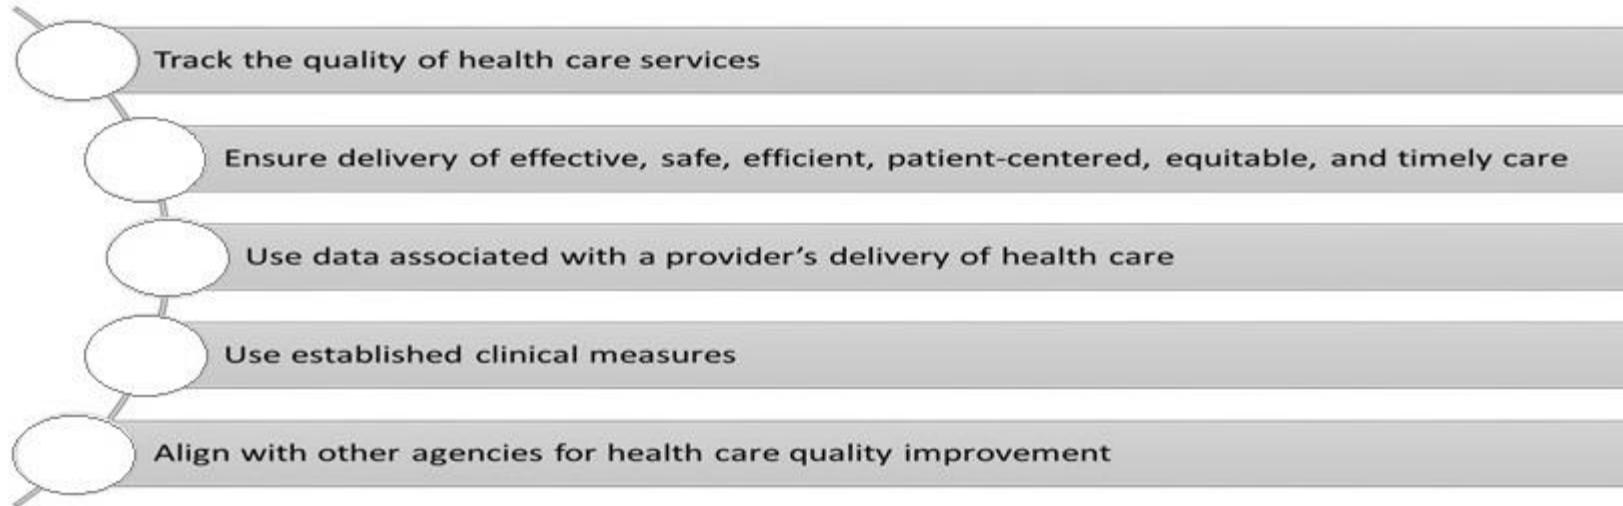 Track the quality of health care services
Ensure delivery of effective, safe, efficient, patient-centered, equitable, and timely care
Use data associated with a provider’s delivery of health care
Use established clinical measures
Align with other agencies for health care quality improvement